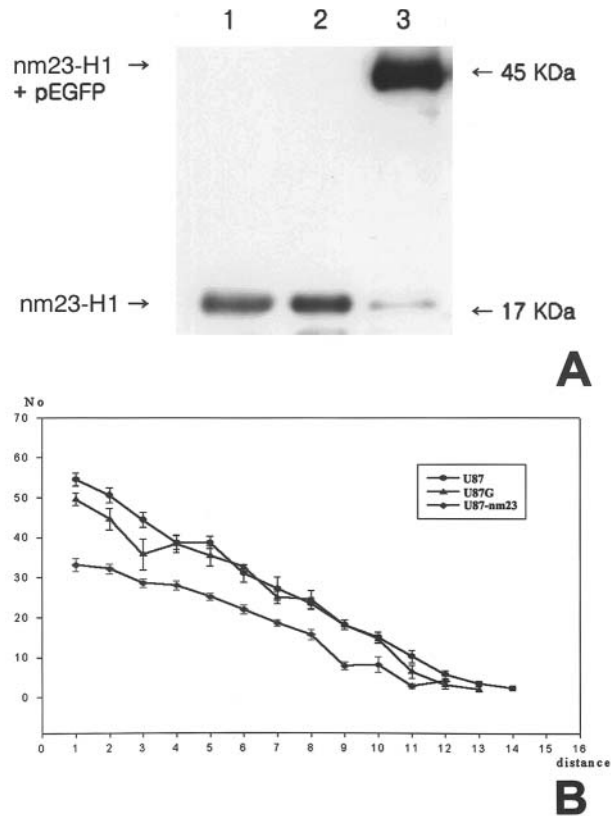 1 2 3
nm23-H1 →
+ pEGFP
← 45 KDa
nm23-H1 →
← 17 KDa
A
No
70
60
50
40
30
20
10
0
U87
U87G
U87-nm23
0 1 2 3 4 5 6 7 8 9 10 11 12 13 14 15 16
distance
B